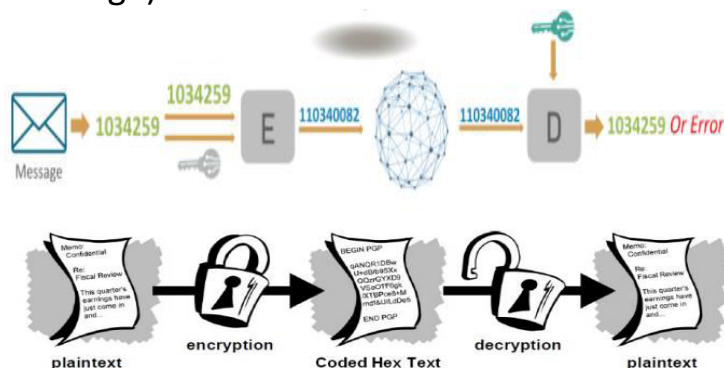 1034259
1034259
E
110340082
110340082
D
1034259 Or Error
Message
Memo:
Confidential
Re:
Fiscal Review
This quarter's
earnings have
just come in
and...
BEGIN PGP
END PGP
Memo:
Confidential
Re:
Fiscal Review
This quarter's
earnings have
just come in
and...
plaintext
encryption
Coded Hex Text
decryption
plaintext